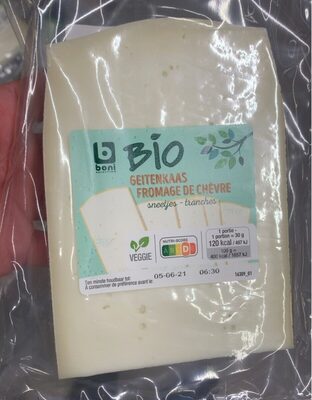 b
boni
BIO
GEITENKAAS
FROMAGE DE CHÈVRE
sneetjes - tranches
VEGGIE
NUTRI-SCORE
D
1 portie -
1 portion = 30 g
120 kcal
100 g =
Ten minste houdbaar tot:
À consommer de préférence avant le:
05-06-21 06:30